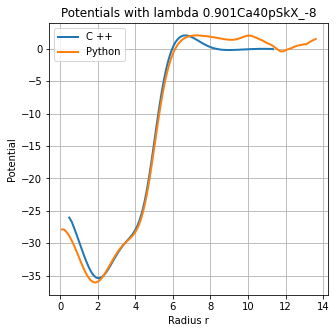 Potentials with lambda 0.901Ca40pSkX_-8
C ++
Python
Potential
0
−5
−10
−15
−20
−25
−30
−35
0 2 4 6 8 10 12 14
Radius r